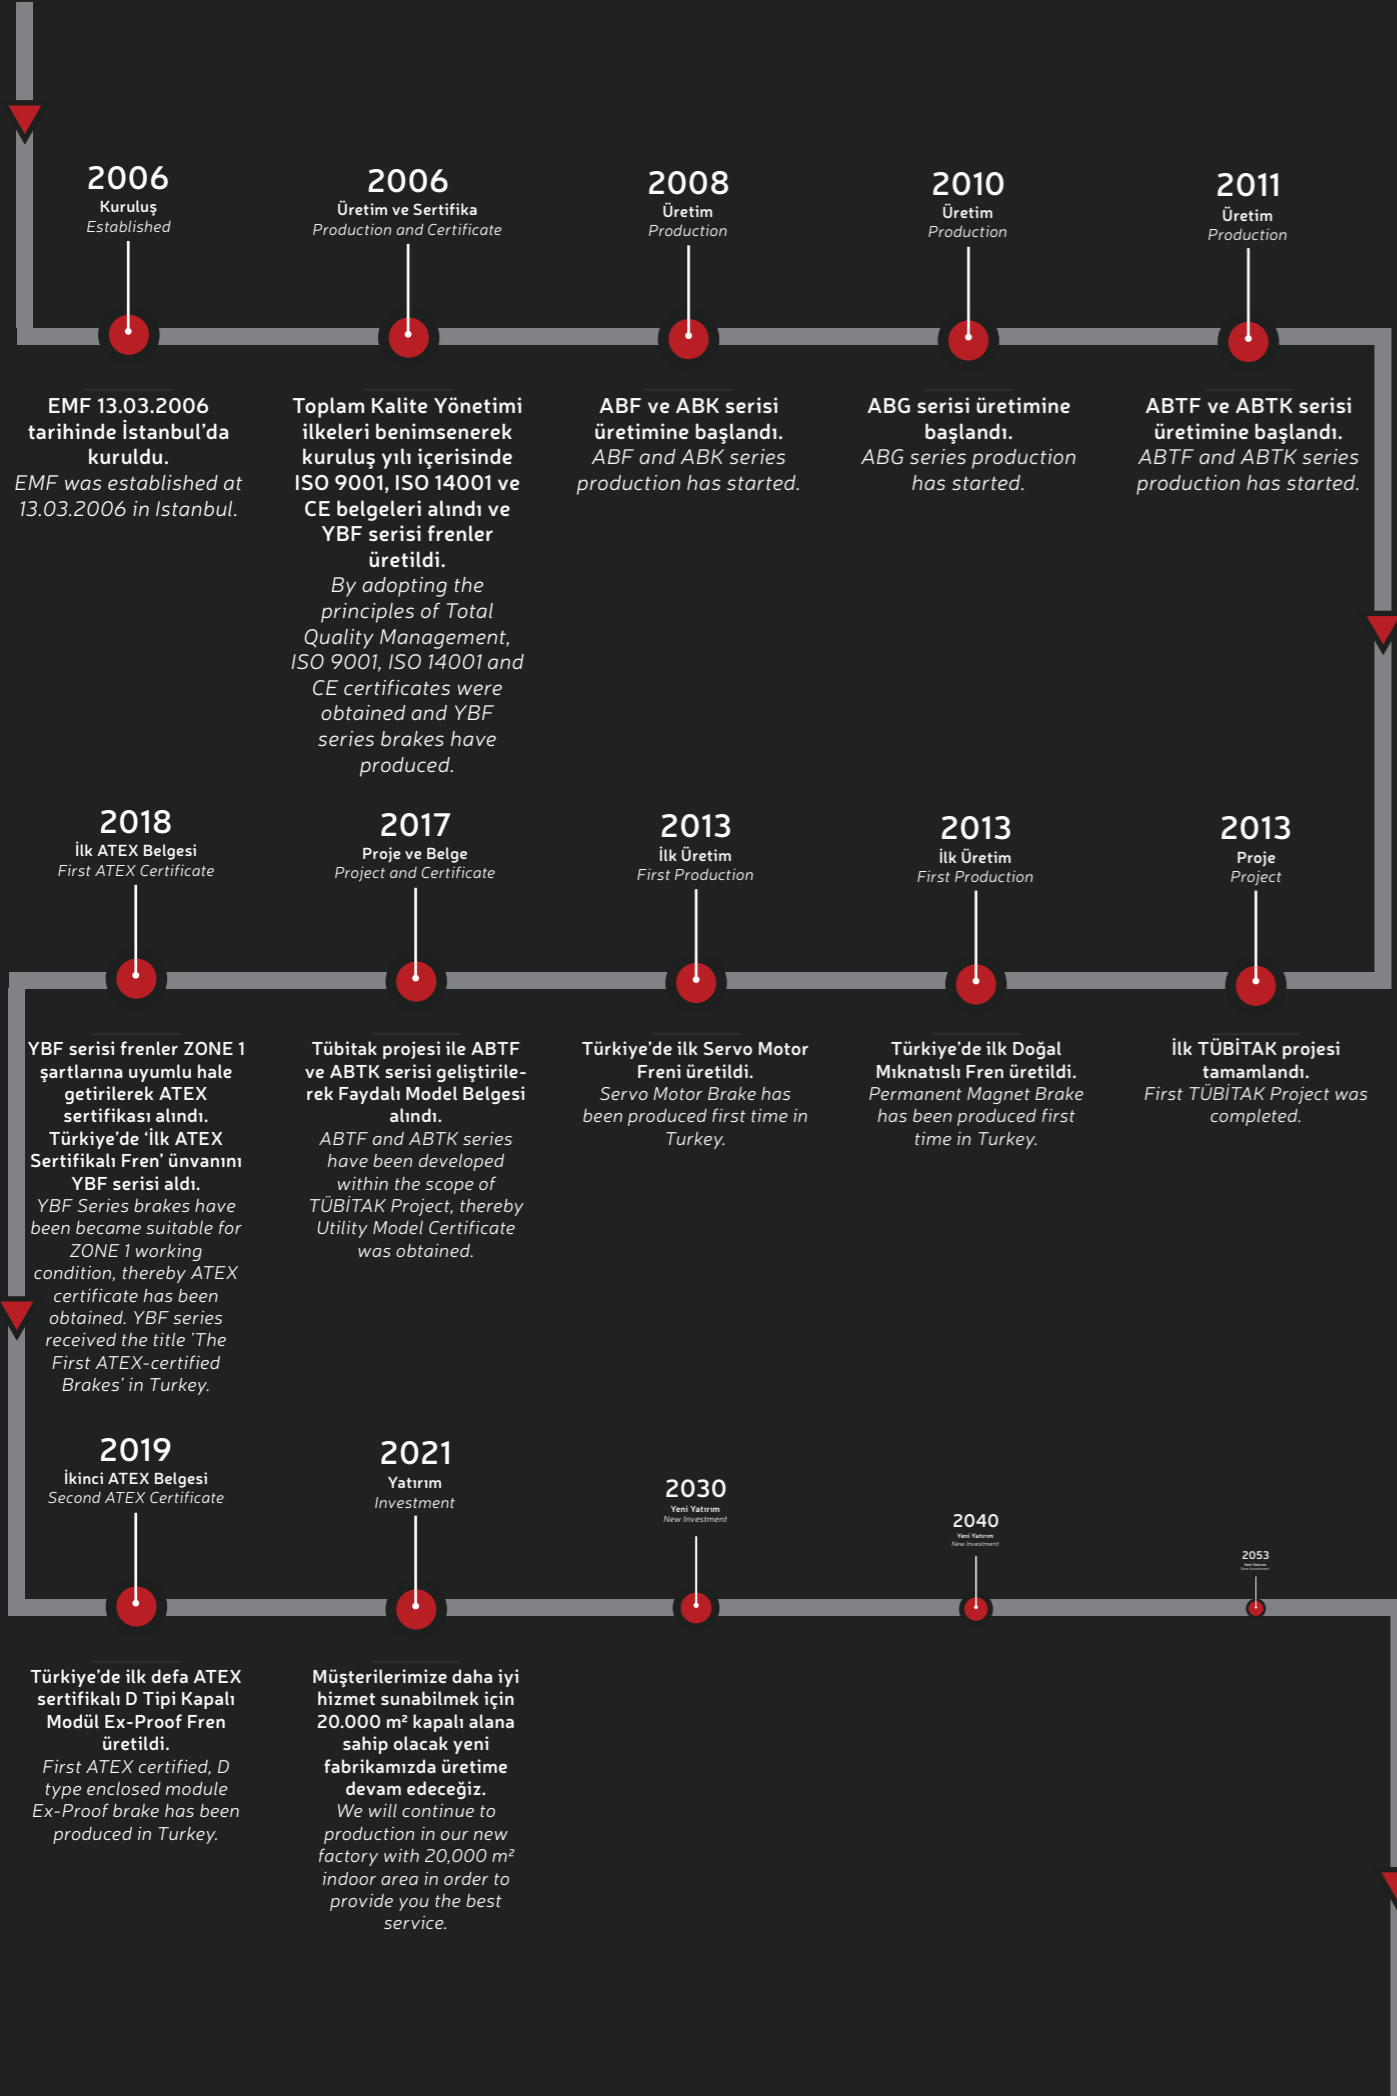 2006
Kuruluş
Established
EMF 13.03.2006
tarihinde İstanbul’da
kuruldu.
EMF was established at
13.03.2006 in Istanbul.
2006
Üretim ve Sertifika
Production and Certificate
Toplam Kalite Yönetimi
ilkeleri benimsenerek
kuruluş yılı içerisinde
ISO 9001, ISO 14001 ve
CE belgeleri alındı ve
YBF serisi frenler
üretildi.
By adopting the
principles of Total
Quality Management,
ISO 9001, ISO 14001 and
CE certificates were
obtained and YBF
series brakes have
produced.
2008
Üretim
Production
ABF ve ABK serisi
üretimine başlandı.
ABF and ABK series
production has started.
2010
Üretim
Production
ABG serisi üretimine
başlandı.
ABG series production
has started.
2011
Üretim
Production
ABTF ve ABTK serisi
üretimine başlandı.
ABTF and ABTK series
production has started.
2013
Proje
Project
İlk TÜBİTAK projesi
tamamlandı.
First TÜBİTAK Project was
completed.
2013
İlk Üretim
First Production
Türkiye’de ilk Doğal
Mıknatıslı Fren üretildi.
Permanent Magnet Brake
has been produced first
time in Turkey.
2013
İlk Üretim
First Production
Türkiye’de ilk Servo Motor
Freni üretildi.
Servo Motor Brake has
been produced first time in
Turkey.
2017
Proje ve Belge
Project and Certificate
Tübitak projesi ile ABTF
ve ABTK serisi geliştirile-
rek Faydalı Model Belgesi
alındı.
ABTF and ABTK series
have been developed
within the scope of
TÜBİTAK Project, thereby
Utility Model Certificate
was obtained.
2018
İlk ATEX Belgesi
First ATEX Certificate
YBF serisi frenler ZONE 1
şartlarına uyumlu hale
getirilerek ATEX
sertifikası alındı.
Türkiye’de ‘İlk ATEX
Sertifikalı Fren’ ünvanını
YBF serisi aldı.
YBF Series brakes have
been became suitable for
ZONE 1 working
condition, thereby ATEX
certificate has been
obtained. YBF series
received the title ’The
First ATEX-certified
Brakes’ in Turkey.
2019
İkinci ATEX Belgesi
Second ATEX Certificate
Türkiye’de ilk defa ATEX
sertifikalı D Tipi Kapalı
Modül Ex-Proof Fren
üretildi.
First ATEX certified, D
type enclosed module
Ex-Proof brake has been
produced in Turkey.
2021
Yatırım
Investment
Müşterilerimize daha iyi
hizmet sunabilmek için
20.000 m² kapalı alana
sahip olacak yeni
fabrikamızda üretime
devam edeceğiz.
We will continue to
production in our new
factory with 20,000 m²
indoor area in order to
provide you the best
service.
2030
Yeni Yatırım
New Investment
2040
Yeni Yatırım
New Investment
2053